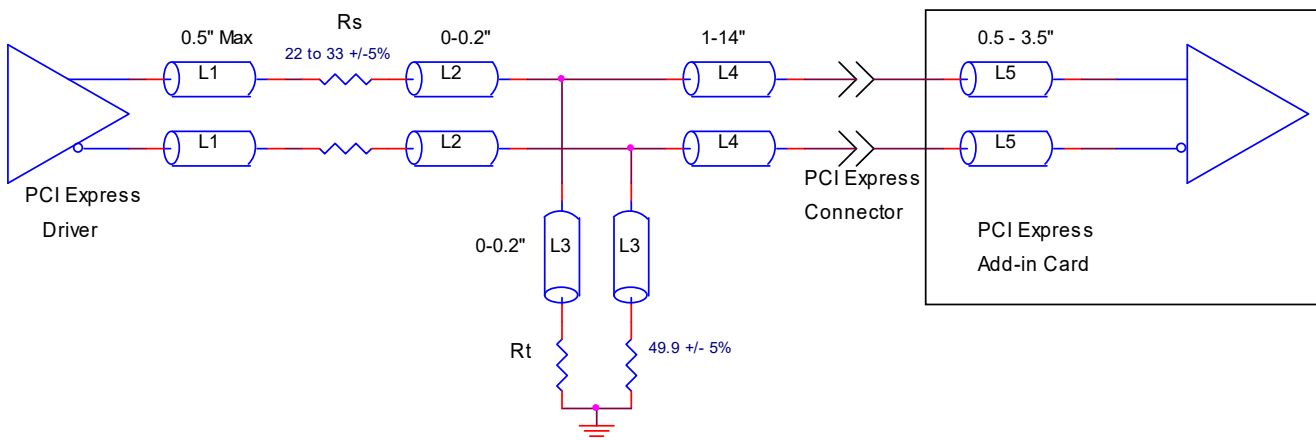 Rs
0.5" Max
22 to 33 +/-5%
0-0.2"
1-14"
0.5 - 3.5"
L1
L2
L4
L5
L1
L2
L4
L5
PCI Express
Driver
PCI Express
Connector
0-0.2"
L3
L3
PCI Express
Add-in Card
Rt
49.9 +/- 5%